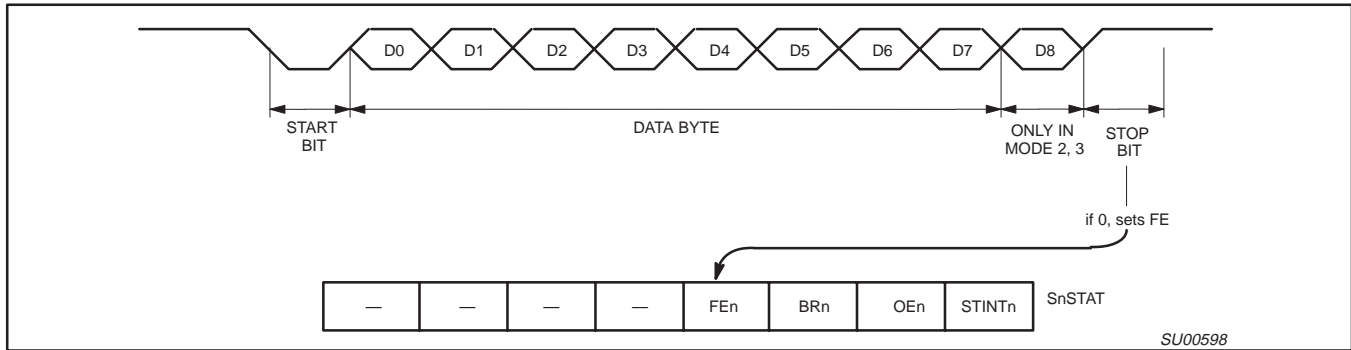 D0 D1 D2 D3 D4 D5 D6 D7 D8
START
BIT
DATA BYTE
ONLY IN
MODE 2, 3
STOP
BIT
if 0, sets FE
— — — — FEn BRn OEn STINTn SnSTAT
SU00598